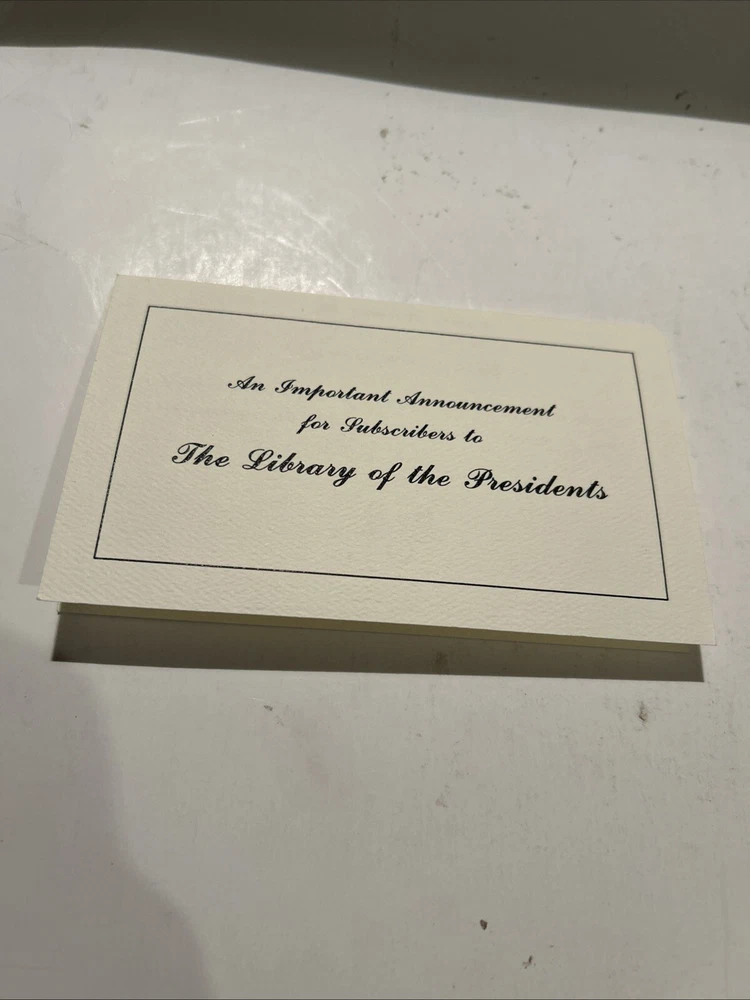 An Important Announcement
for Subscribers to
The Library of the Presidents